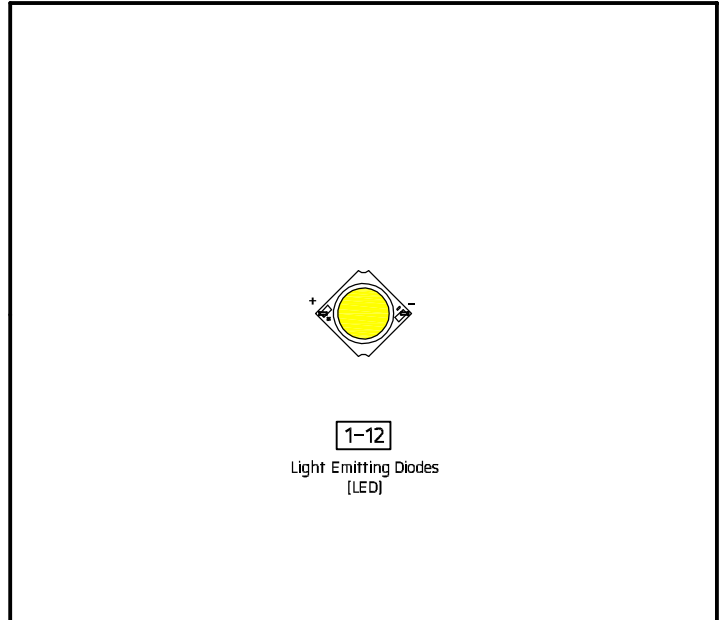 + −
1-12
Light Emitting Diodes
(LED)